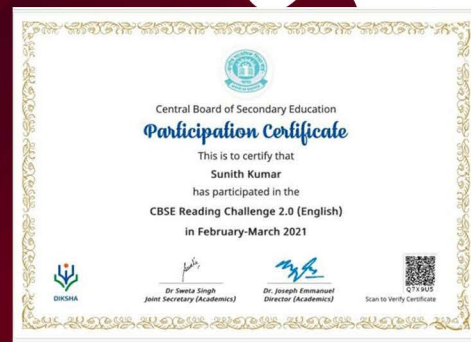 Central Board of Secondary Education
Participation Certificate
This is to certify that
Sunith Kumar
has participated in the
CBSE Reading Challenge 2.0 (English)
in February-March 2021
DIKSHA
Dr Sweta Singh
Joint Secretary (Academics)
Dr. Joseph Emmanuel
Director (Academics)
Q7X9U5
Scan to Verify Certificate